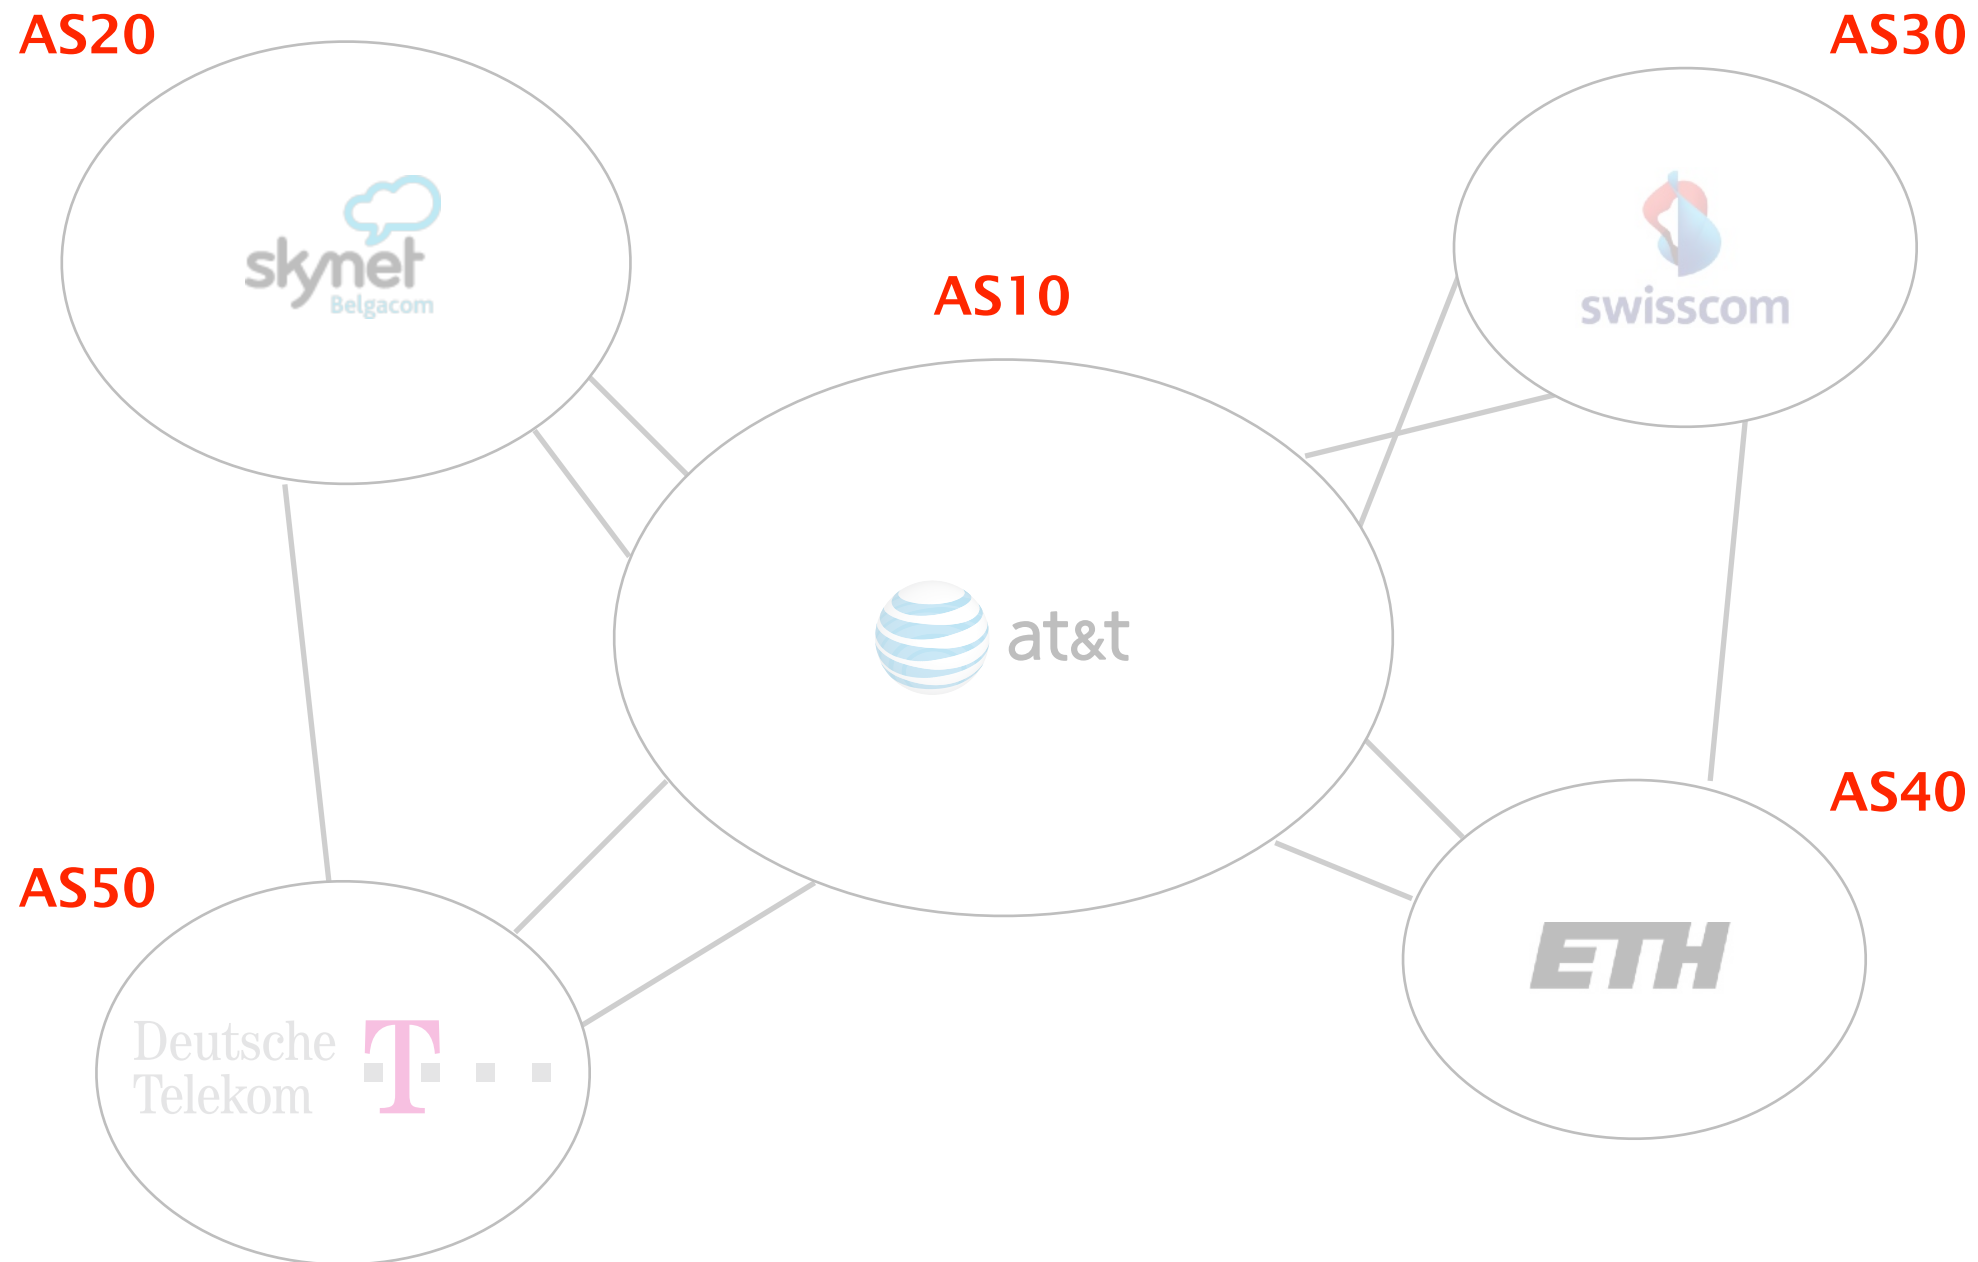 AS20
AS30
skynet
Belgacom
swisscom
AS10
at&t
AS40
AS50
ETH
Deutsche
Telekom
T